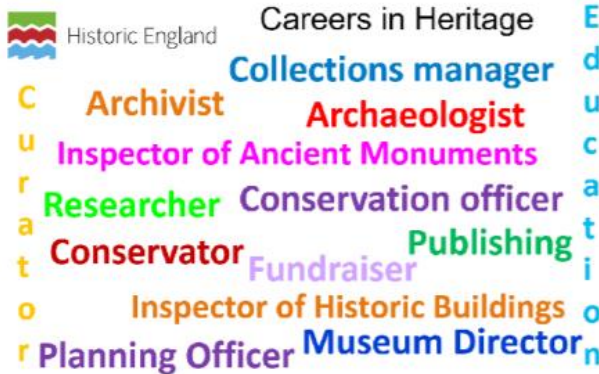 Historic England
Careers in Heritage
Collections manager
Archivist
Archaeologist
Inspector of Ancient Monuments
Researcher
Conservation officer
Conservator
Publishing
Fundraiser
Inspector of Historic Buildings
Planning Officer
Museum Director
Curator
Education